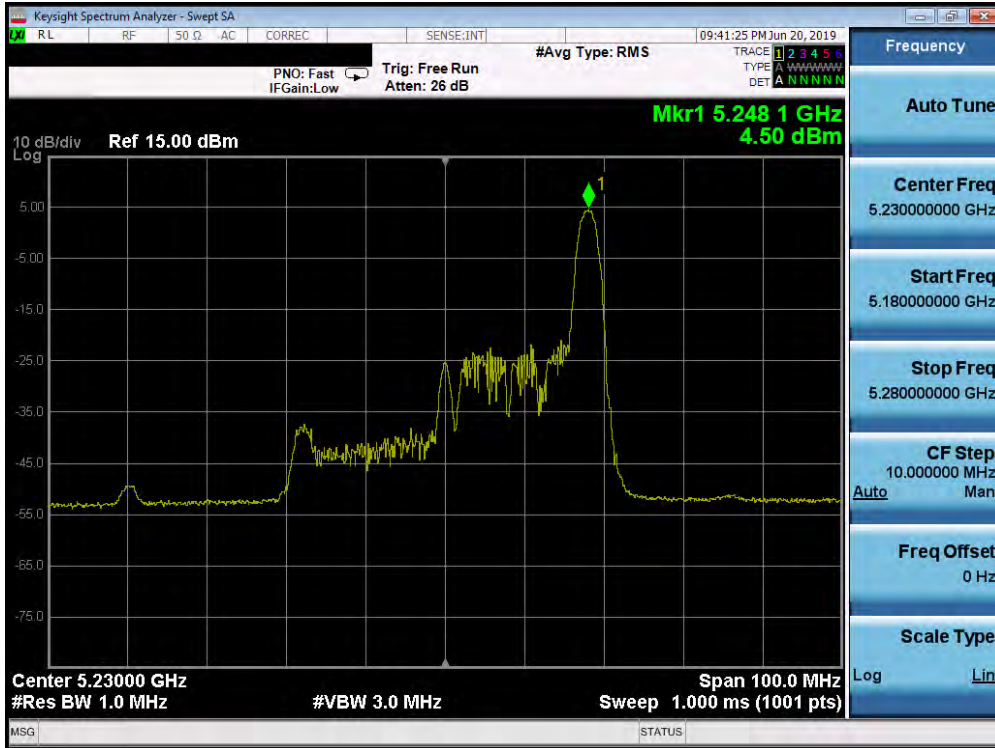 Keysight Spectrum Analyzer - Swept SA
LXI RL RF 50 Ω AC CORREC SENSE:INT 09:41:25 PM Jun 20, 2019
#Avg Type: RMS TRACE 1 2 3 4 5 6
PNO: Fast Trig: Free Run TYPE A WWWWW
IFGain:Low Atten: 26 dB DET A N N N N N
Mkr1 5.248 1 GHz
4.50 dBm
10 dB/div Ref 15.00 dBm
Log
1
5.00
-5.00
-15.0
-25.0
-35.0
-45.0
-55.0
-65.0
-75.0
Center 5.23000 GHz Span 100.0 MHz
#Res BW 1.0 MHz #VBW 3.0 MHz Sweep 1.000 ms (1001 pts)
MSG STATUS
Frequency
Auto Tune
Center Freq
5.230000000 GHz
Start Freq
5.180000000 GHz
Stop Freq
5.280000000 GHz
CF Step
10.000000 MHz
Auto Man
Freq Offset
0 Hz
Scale Type
Log Lin